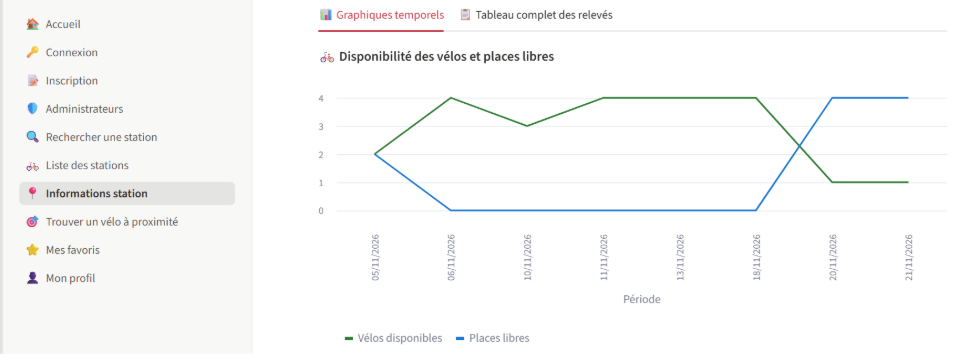 Accueil
Connexion
Inscription
Administrateurs
Rechercher une station
Liste des stations
Informations station
Trouver un vélo à proximité
Mes favoris
Mon profil
Graphiques temporels
Tableau complet des relevés
Disponibilité des vélos et places libres
4
3
2
1
0
05/11/2026
06/11/2026
10/11/2026
11/11/2026
13/11/2026
18/11/2026
20/11/2026
21/11/2026
Période
Vélos disponibles
Places libres